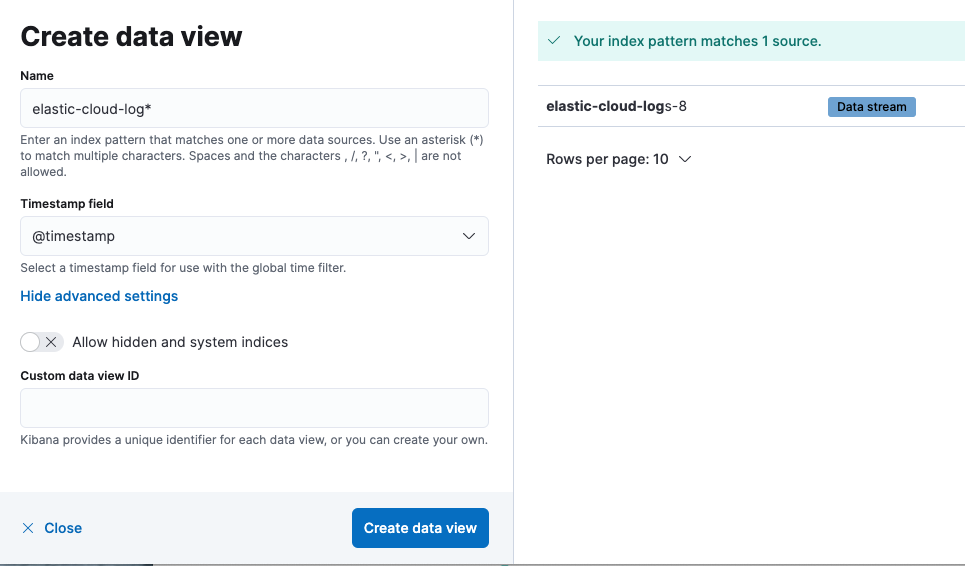 Create data view
Name
elastic-cloud-log*
Enter an index pattern that matches one or more data sources. Use an asterisk (*)
to match multiple characters. Spaces and the characters , /, ?, ", <, >, | are not
allowed.
Timestamp field
@timestamp
Select a timestamp field for use with the global time filter.
Hide advanced settings
Allow hidden and system indices
Custom data view ID
Kibana provides a unique identifier for each data view, or you can create your own.
Close
Create data view
Your index pattern matches 1 source.
elastic-cloud-logs-8
Data stream
Rows per page: 10